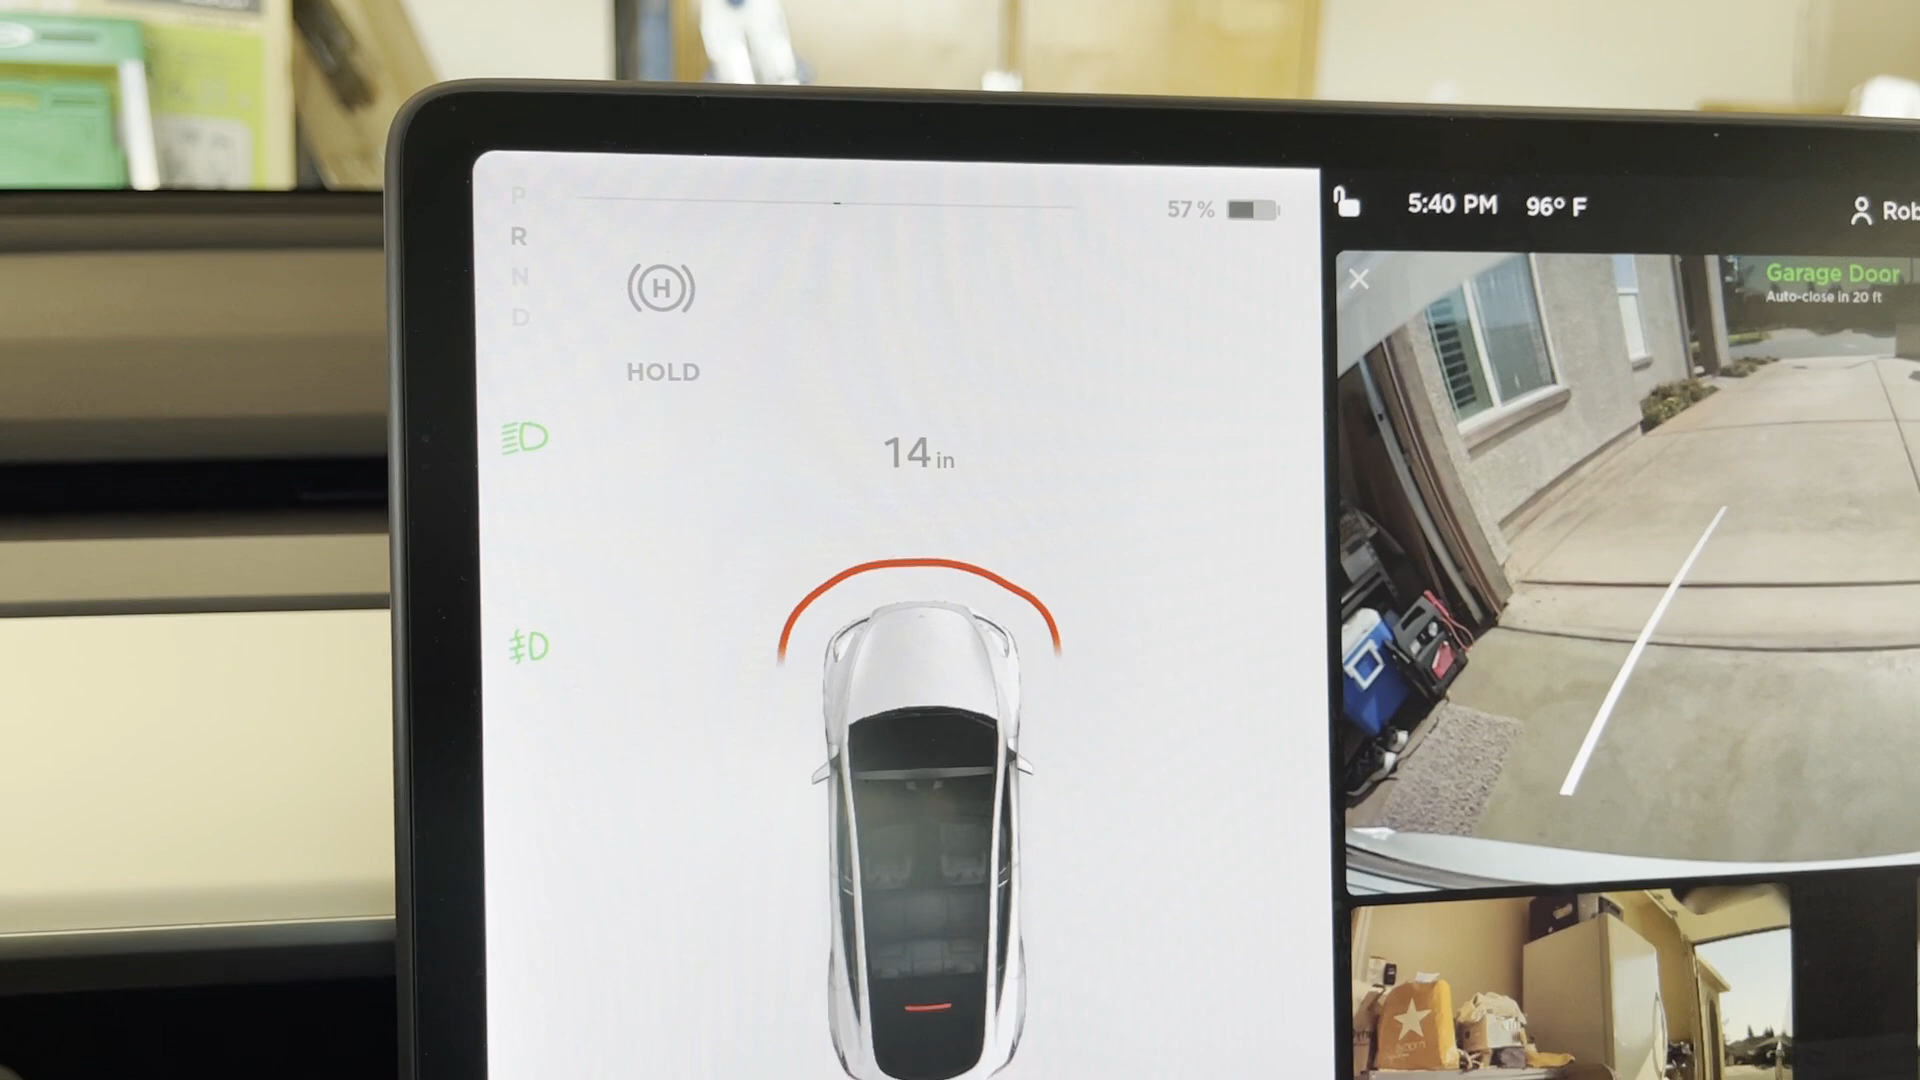 P
R
N
D
57 %
H
HOLD
14 in
5:40 PM 96° F
Rob
Garage Door
Auto-close in 20 ft